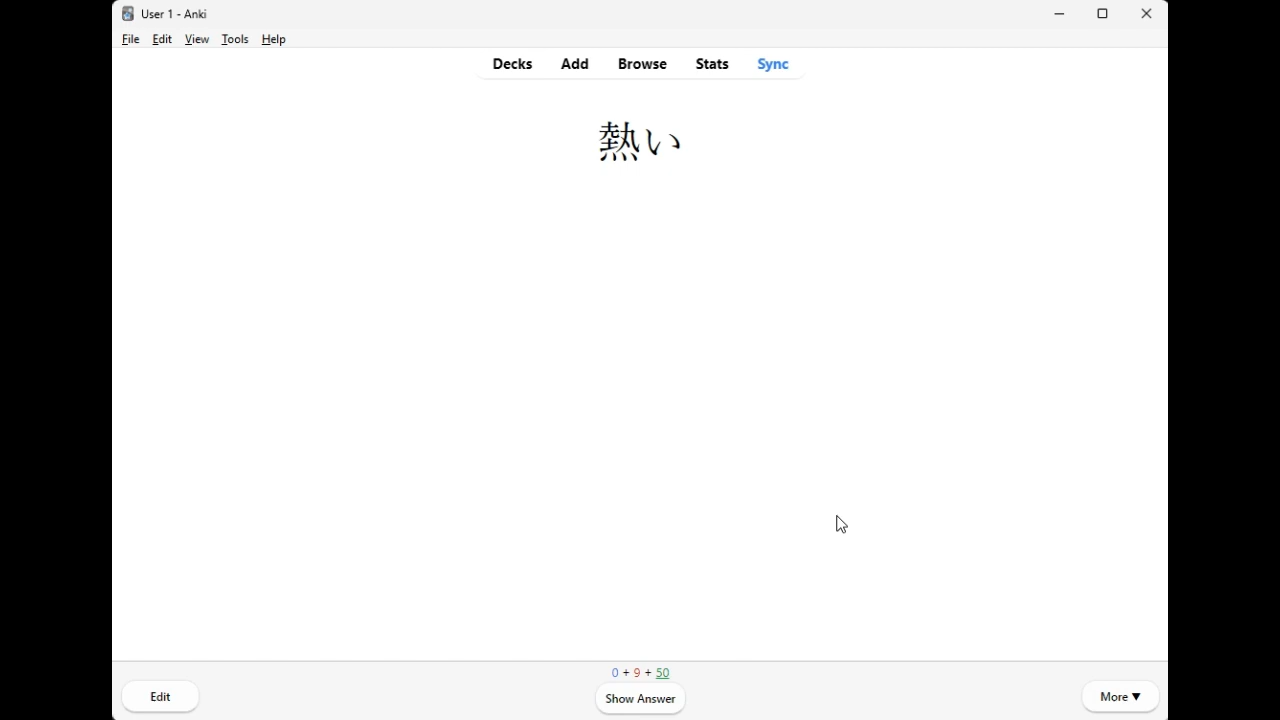 User 1 - Anki
File Edit View Tools Help
Decks Add Browse Stats Sync
熱い
0 + 9 + 50
Edit Show Answer More ▼